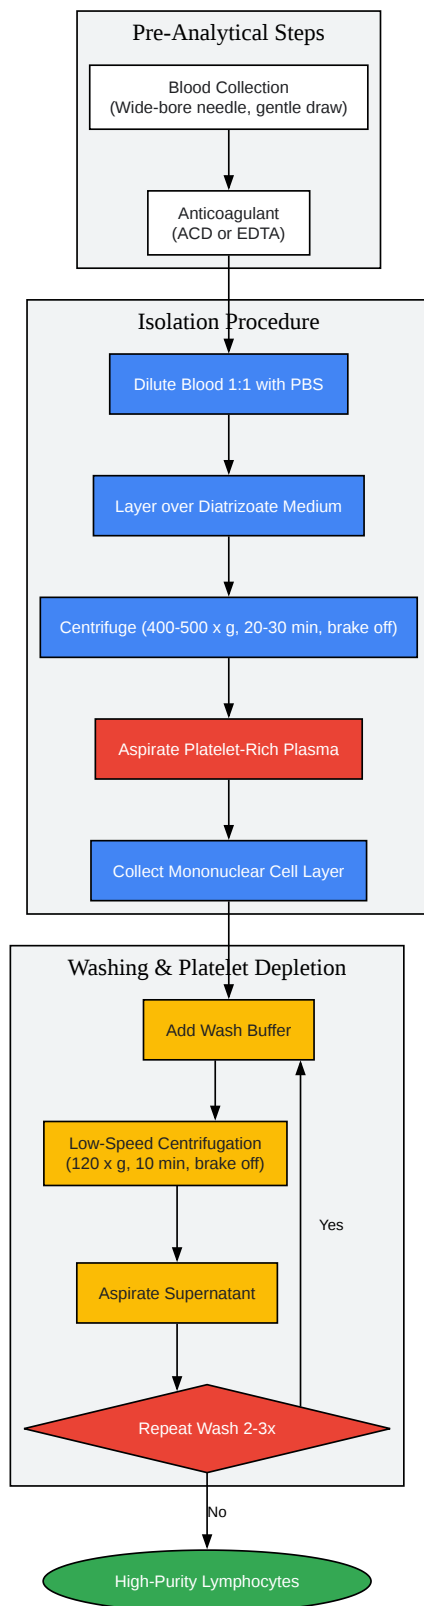 Pre-Analytical Steps
Blood Collection
(Wide-bore needle, gentle draw)
Anticoagulant
(ACD or EDTA)
Isolation Procedure
Dilute Blood 1:1 with PBS
Layer over Diatrizoate Medium
Centrifuge (400-500 x g, 20-30 min, brake off)
Aspirate Platelet-Rich Plasma
Collect Mononuclear Cell Layer
Washing & Platelet Depletion
Add Wash Buffer
Low-Speed Centrifugation
(120 x g, 10 min, brake off)
Yes
Aspirate Supernatant
Repeat Wash 2-3x
No
High-Purity Lymphocytes